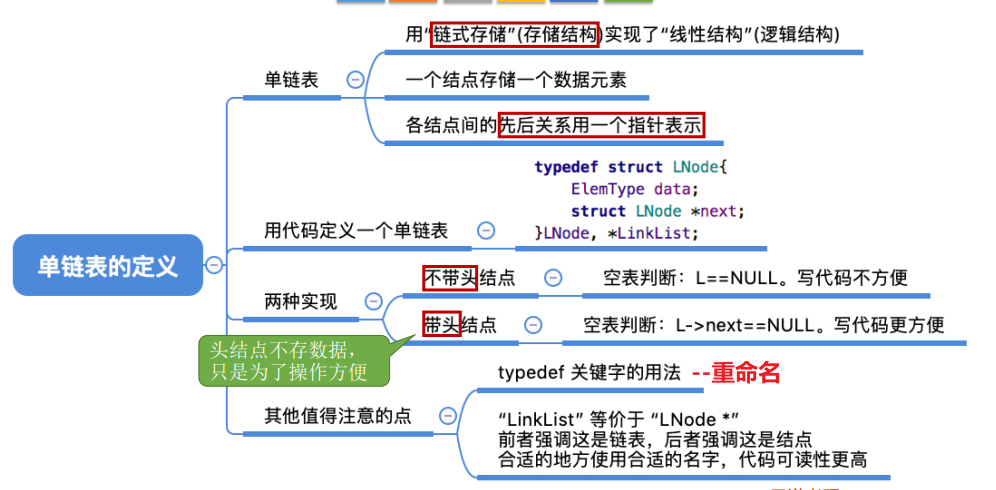 用“链式存储”(存储结构)实现了“线性结构”(逻辑结构)
单链表
一个结点存储一个数据元素
各结点间的先后关系用一个指针表示
typedef struct LNode{
ElemType data;
struct LNode *next;
}LNode, *LinkList;
用代码定义一个单链表
单链表的定义
不带头结点
空表判断：L==NULL。写代码不方便
两种实现
带头结点
空表判断：L->next==NULL。写代码更方便
头结点不存数据，
只是为了操作方便
typedef 关键字的用法
--重命名
其他值得注意的点
“LinkList” 等价于 “LNode *”
前者强调这是链表，后者强调这是结点
合适的地方使用合适的名字，代码可读性更高